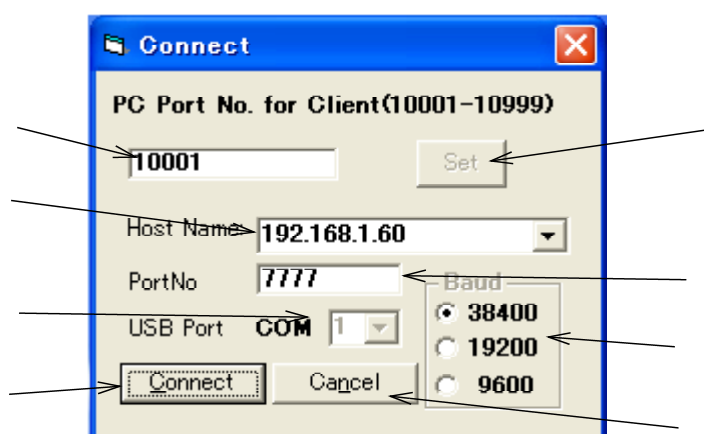 Connect
PC Port No. for Client(10001-10999)
10001
Set
Host Name:
192.168.1.60
PortNo
7777
Baud
38400
USB Port
COM
1
19200
Connect
Cancel
9600